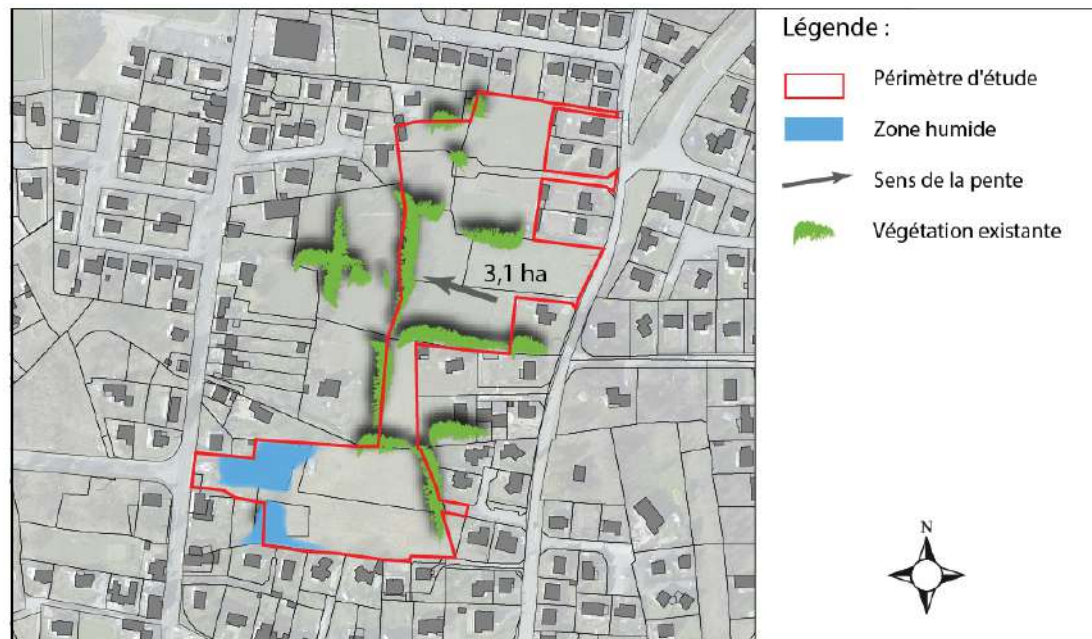 Légende :
Périmètre d'étude
Zone humide
Sens de la pente
Végétation existante
3,1 ha
N